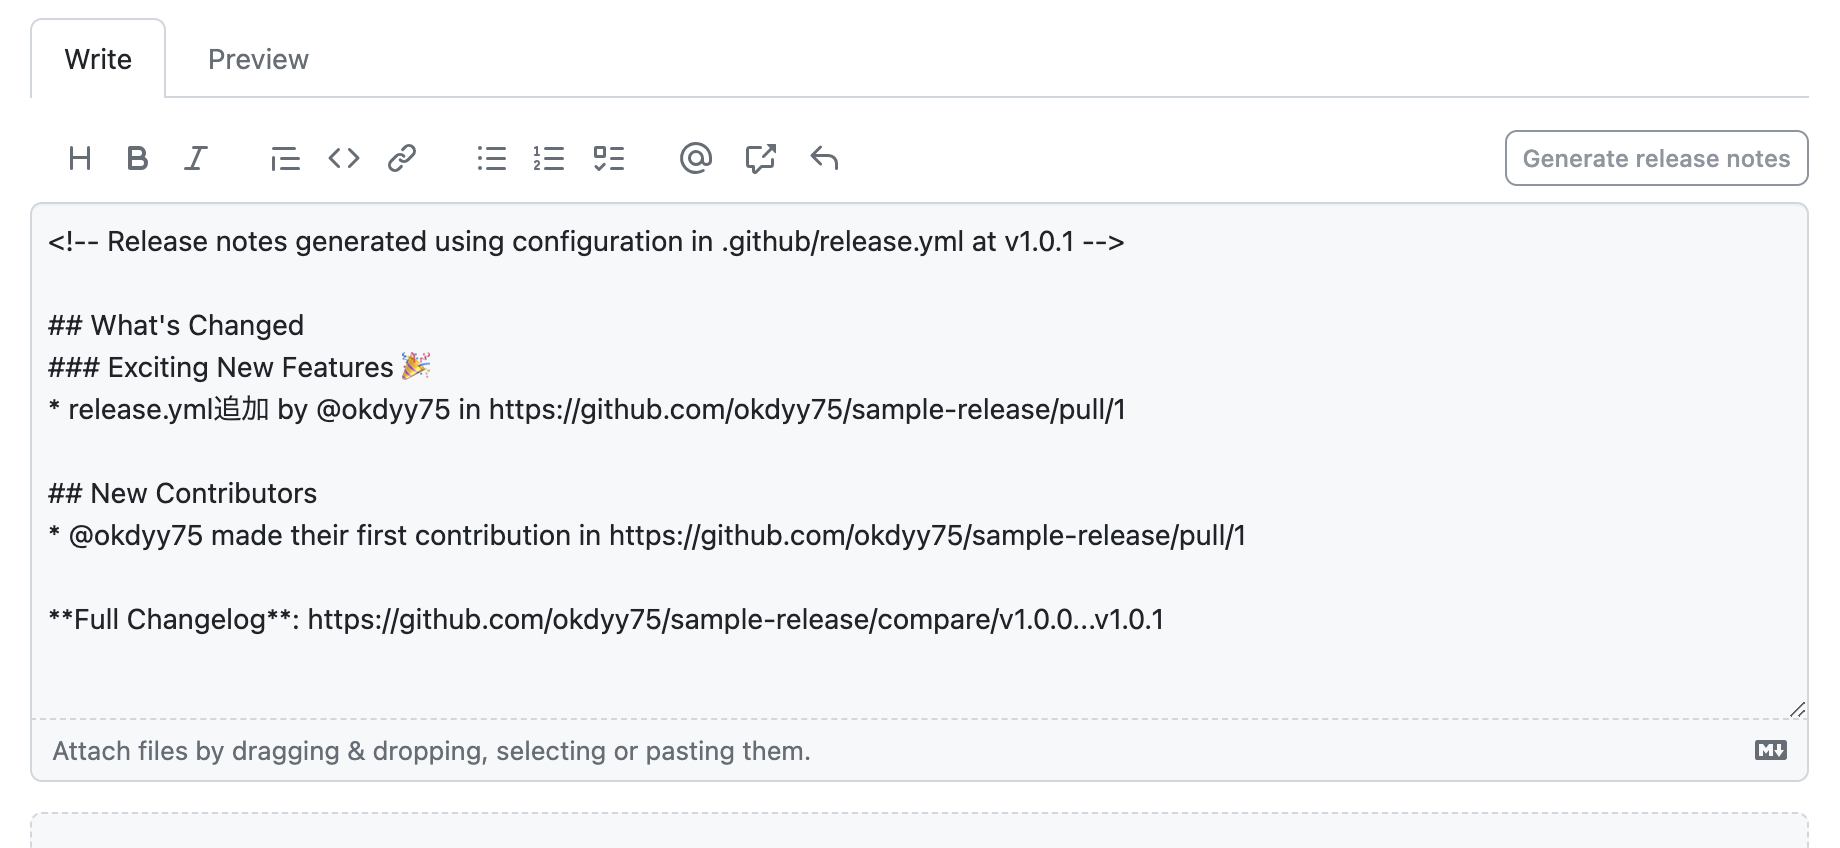 Write
Preview
Generate release notes
<!-- Release notes generated using configuration in .github/release.yml at v1.0.1 -->
## What's Changed
### Exciting New Features 🎉
* release.yml追加 by @okdyy75 in https://github.com/okdyy75/sample-release/pull/1
## New Contributors
* @okdyy75 made their first contribution in https://github.com/okdyy75/sample-release/pull/1
**Full Changelog**: https://github.com/okdyy75/sample-release/compare/v1.0.0...v1.0.1
Attach files by dragging & dropping, selecting or pasting them.